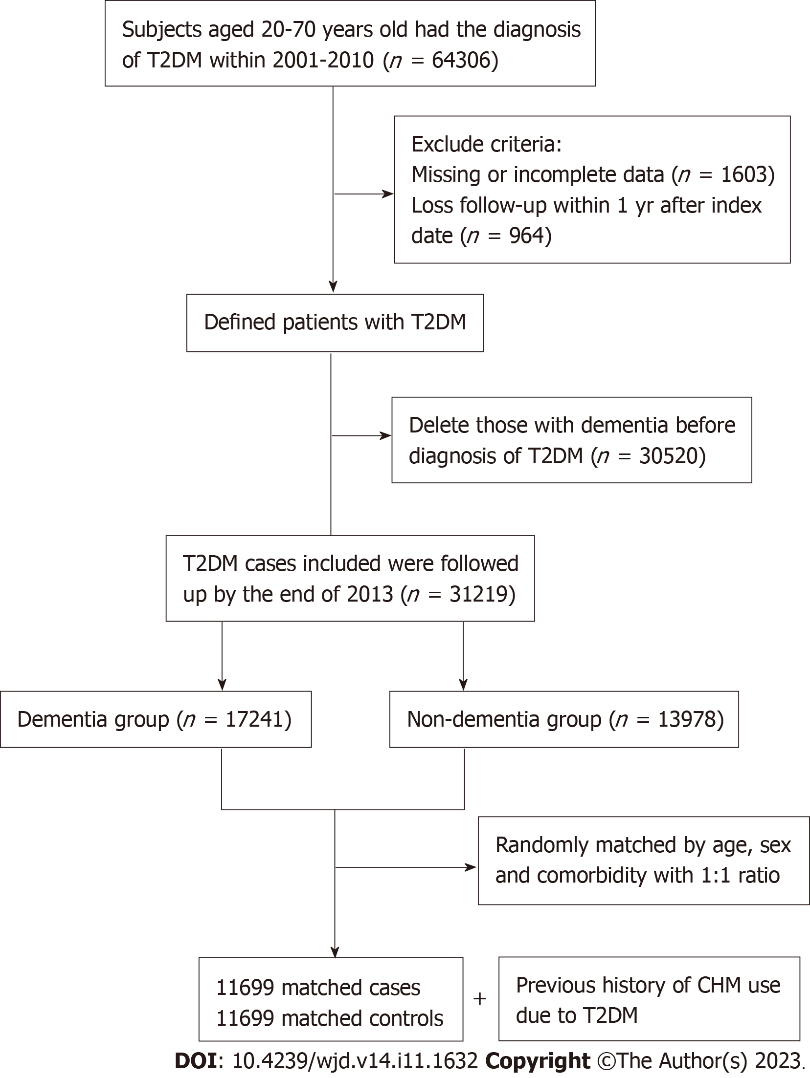 Subjects aged 20-70 years old had the diagnosis
of T2DM within 2001-2010 (n = 64306)
Exclude criteria:
Missing or incomplete data (n = 1603)
Loss follow-up within 1 yr after index
date (n = 964)
Defined patients with T2DM
Delete those with dementia before
diagnosis of T2DM (n = 30520)
T2DM cases included were followed
up by the end of 2013 (n = 31219)
Dementia group (n = 17241)
Non-dementia group (n = 13978)
Randomly matched by age, sex
and comorbidity with 1:1 ratio
11699 matched cases
11699 matched controls
+
Previous history of CHM use
due to T2DM
DOI: 10.4239/wjd.v14.i11.1632 Copyright ©The Author(s) 2023.